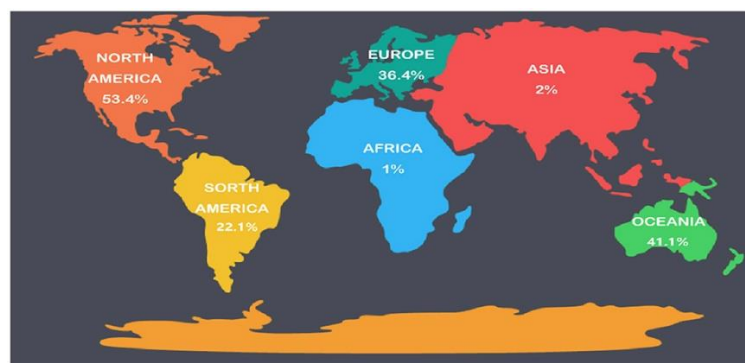 NORTH
AMERICA
53.4%
EUROPE
36.4%
ASIA
2%
AFRICA
1%
SORTH
AMERICA
22.1%
OCEANIA
41.1%